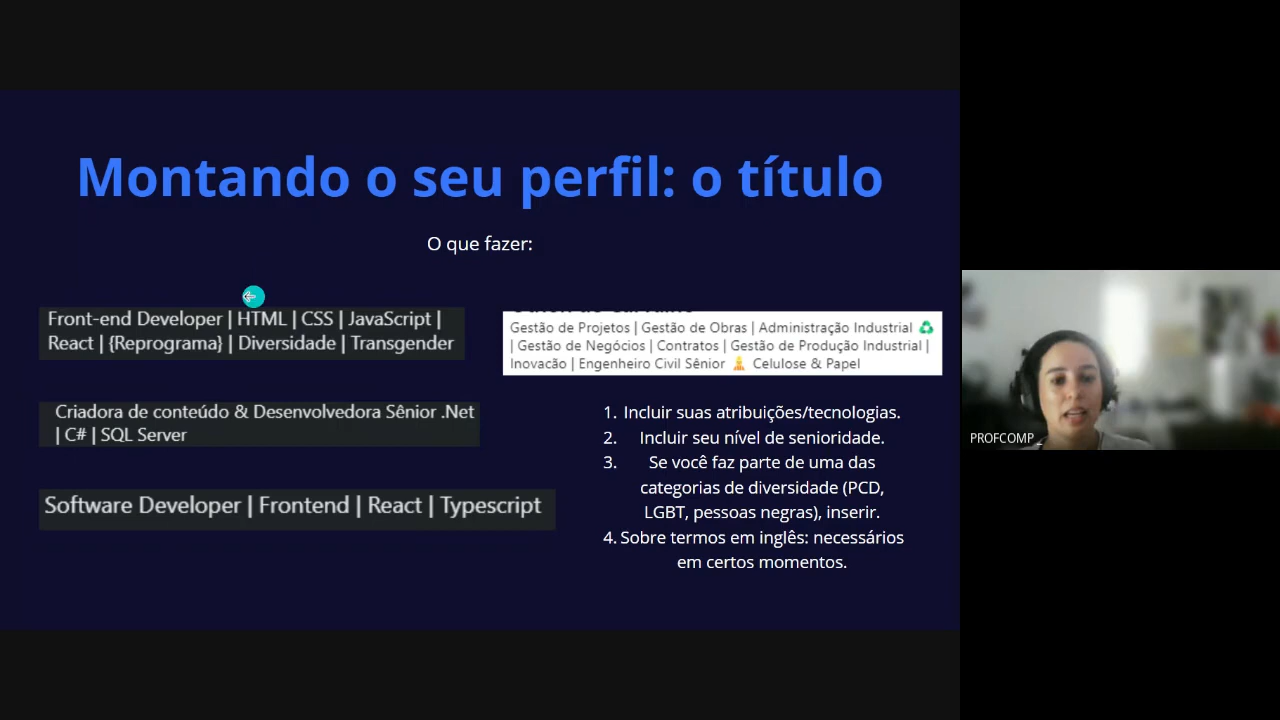 Montando o seu perfil: o título
O que fazer:
Front-end Developer | HTML | CSS | JavaScript |
React | {Reprograma} | Diversidade | Transgender
Criadora de conteúdo & Desenvolvedora Sênior .Net
| C# | SQL Server
Software Developer | Frontend | React | Typescript
Gestão de Projetos | Gestão de Obras | Administração Industrial ♻️
| Gestão de Negócios | Contratos | Gestão de Produção Industrial |
Inovacão | Engenheiro Civil Sênior Celulose & Papel
1. Incluir suas atribuições/tecnologias.
2. Incluir seu nível de senioridade.
3. Se você faz parte de uma das
categorias de diversidade (PCD,
LGBT, pessoas negras), inserir.
4. Sobre termos em inglês: necessários
em certos momentos.
PROFCOMP _